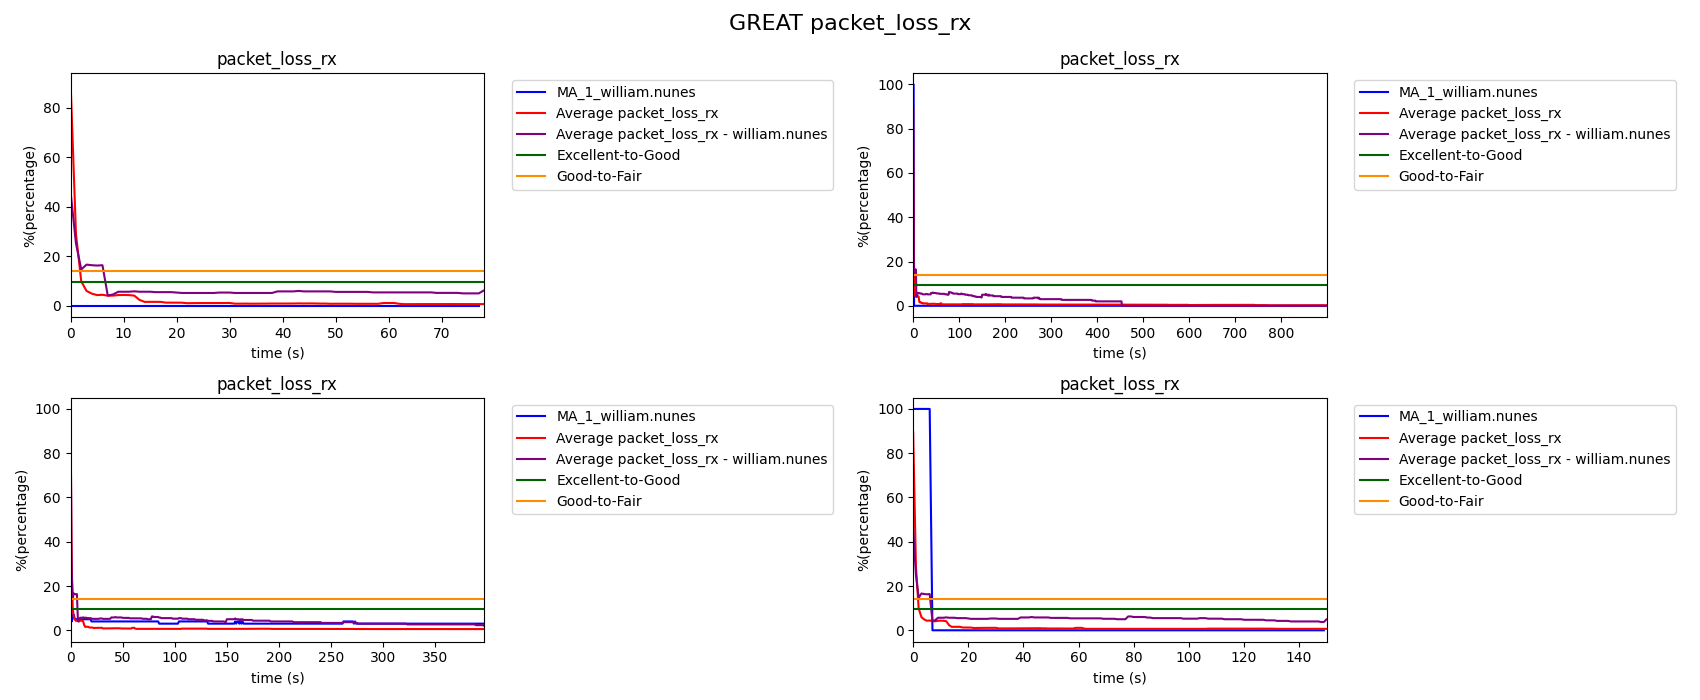 GREAT packet_loss_rx
packet_loss_rx
%(percentage)
80
60
40
20
0
0 10 20 30 40 50 60 70
time (s)
MA_1_william.nunes
Average packet_loss_rx
Average packet_loss_rx - william.nunes
Excellent-to-Good
Good-to-Fair
packet_loss_rx
%(percentage)
100
80
60
40
20
0
0 100 200 300 400 500 600 700 800
time (s)
MA_1_william.nunes
Average packet_loss_rx
Average packet_loss_rx - william.nunes
Excellent-to-Good
Good-to-Fair
packet_loss_rx
%(percentage)
100
80
60
40
20
0
0 50 100 150 200 250 300 350
time (s)
MA_1_william.nunes
Average packet_loss_rx
Average packet_loss_rx - william.nunes
Excellent-to-Good
Good-to-Fair
packet_loss_rx
%(percentage)
100
80
60
40
20
0
0 20 40 60 80 100 120 140
time (s)
MA_1_william.nunes
Average packet_loss_rx
Average packet_loss_rx - william.nunes
Excellent-to-Good
Good-to-Fair